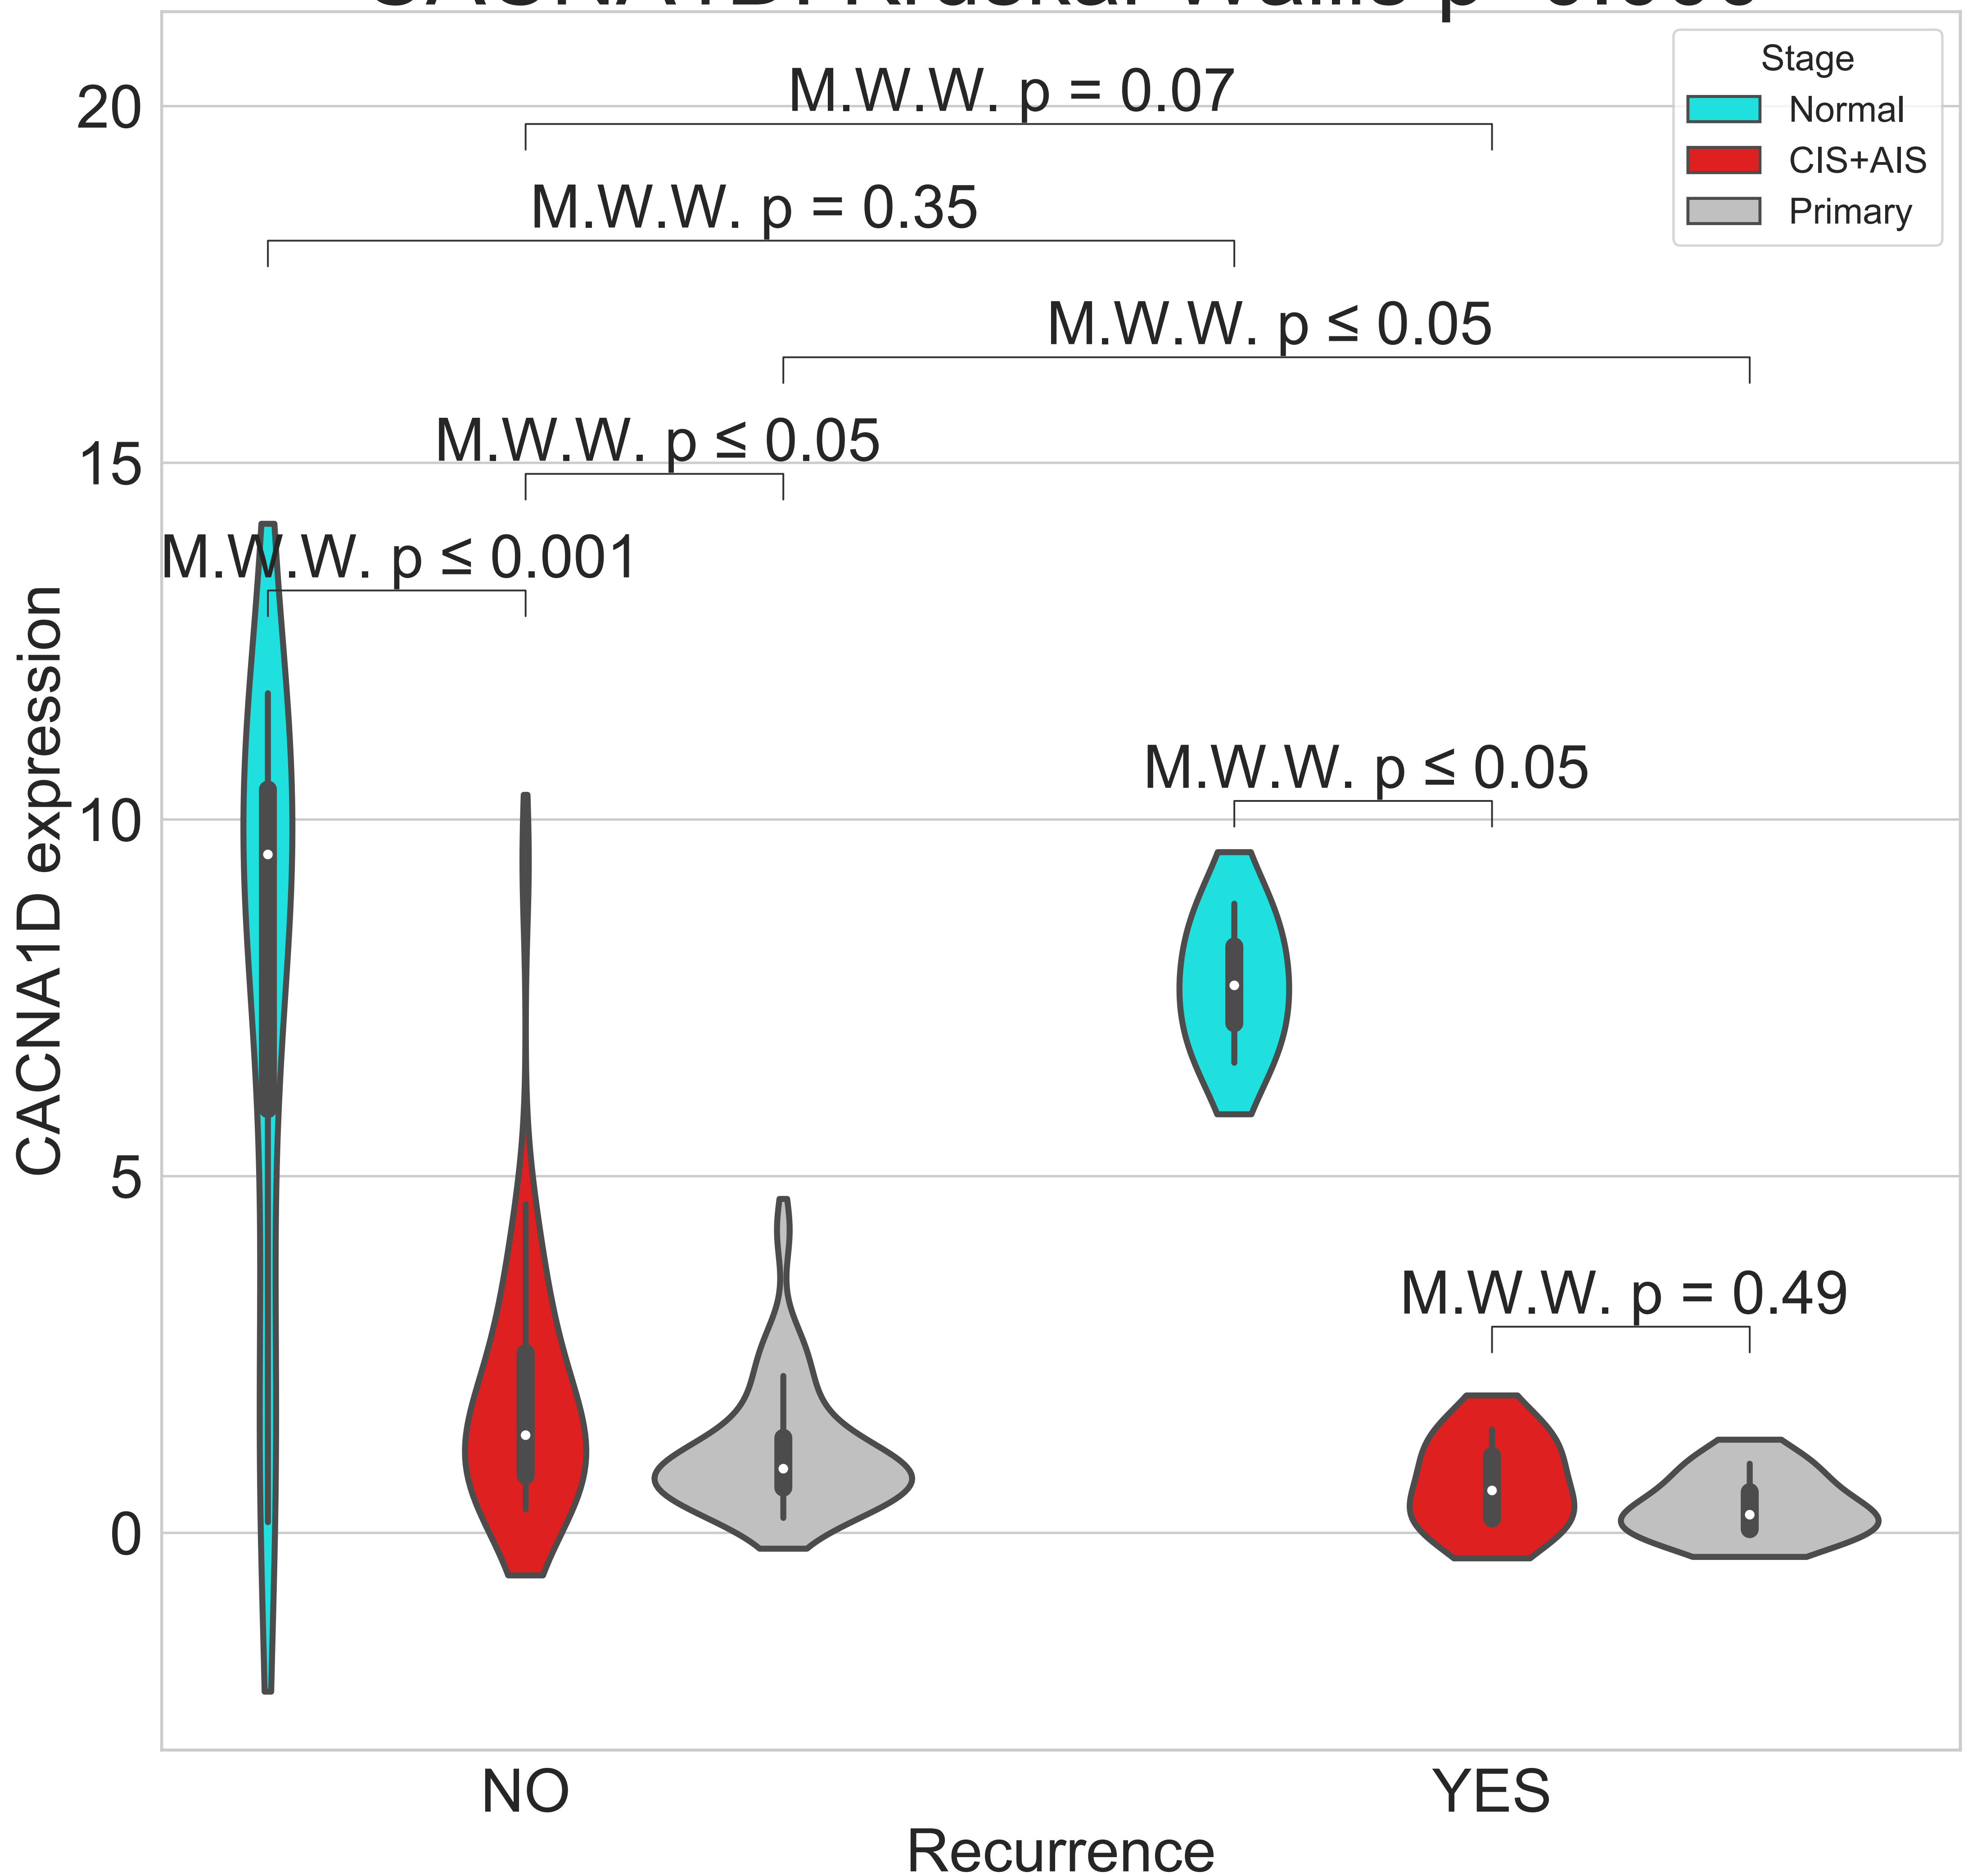 Stage
Normal
CIS+AIS
Primary
M.W.W. p = 0.07
M.W.W. p = 0.35
M.W.W. p ≤ 0.05
M.W.W. p ≤ 0.05
M.W.W. p ≤ 0.001
M.W.W. p ≤ 0.05
M.W.W. p = 0.49
20
15
10
5
0
CACNA1D expression
NO
YES
Recurrence